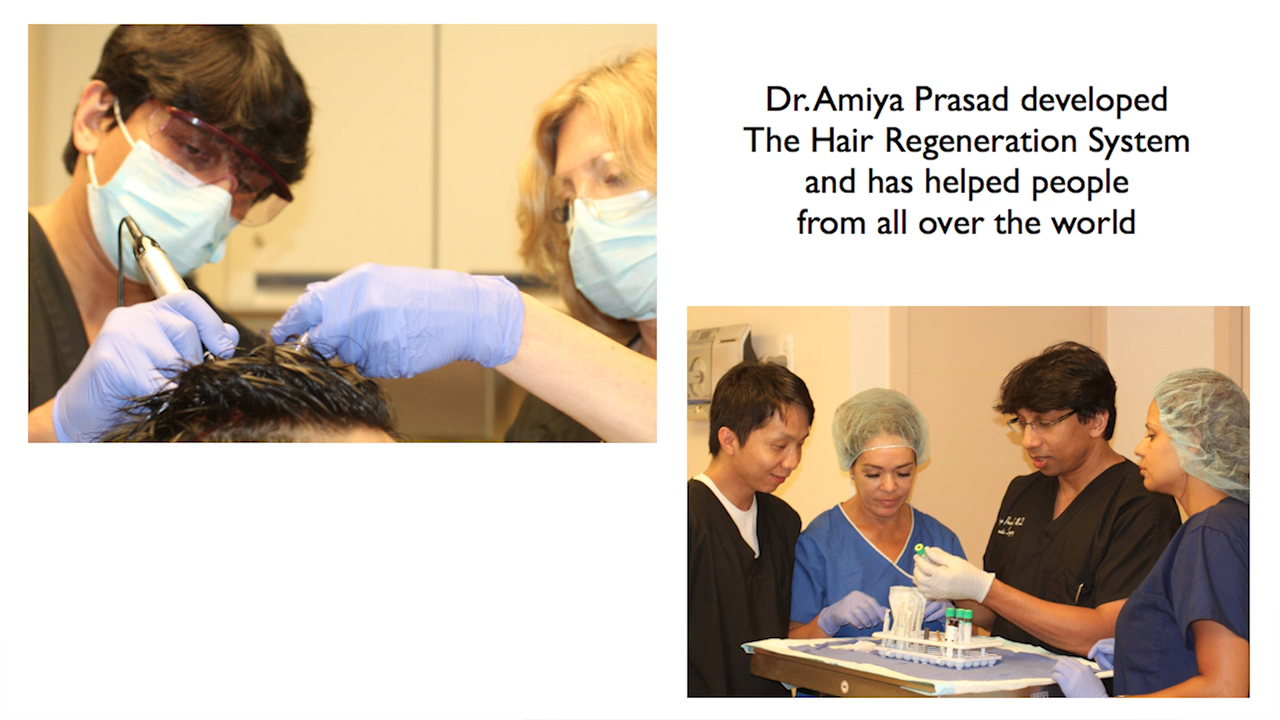 Dr. Amiya Prasad developed
The Hair Regeneration System
and has helped people
from all over the world